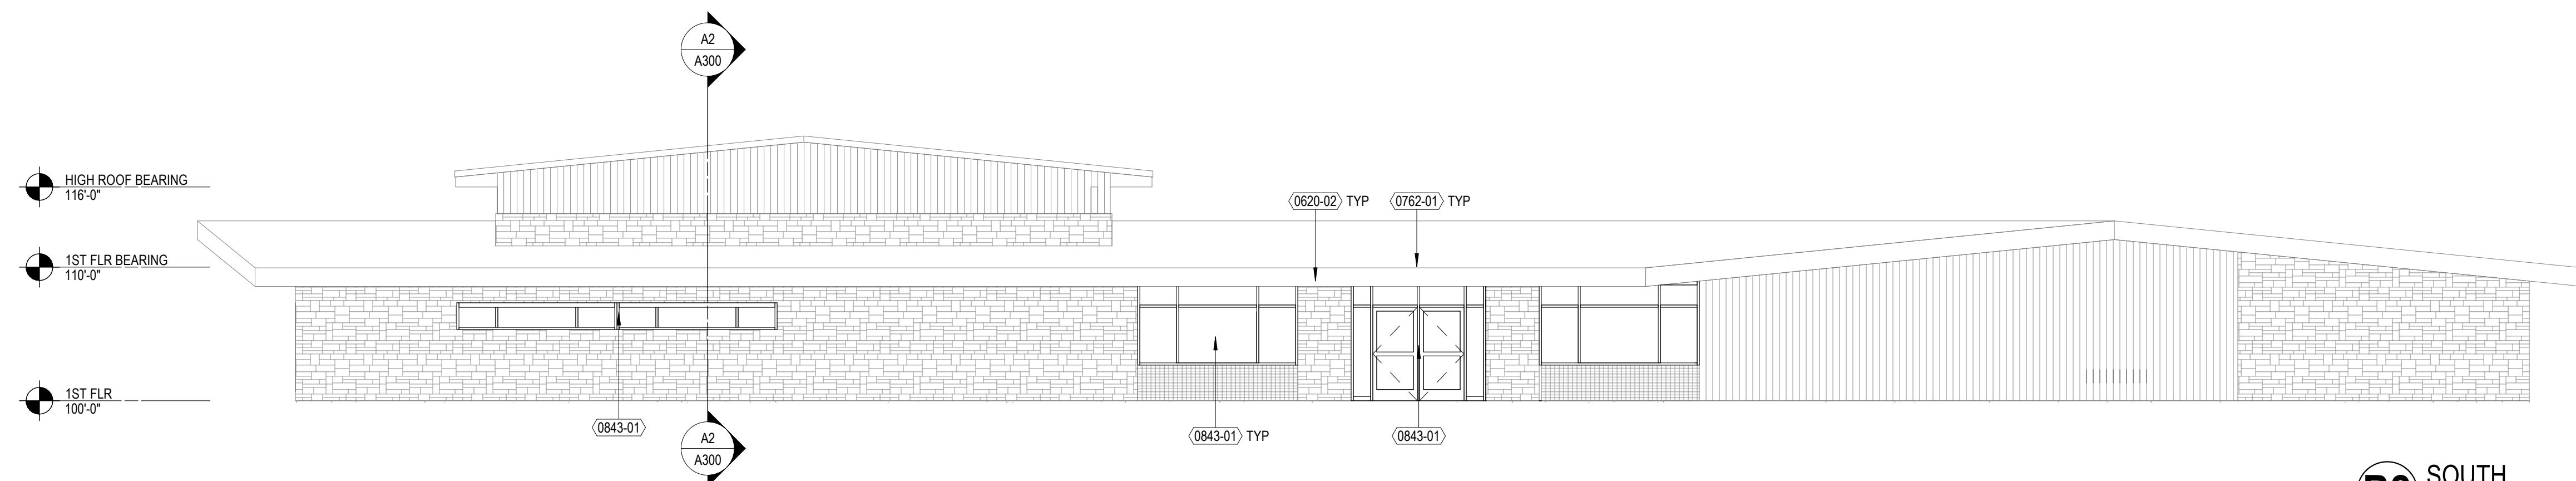 A2
A300
HIGH ROOF BEARING
116'-0"
0620-02 TYP
0762-01 TYP
1ST FLR BEARING
110'-0"
1ST FLR
100'-0"
0843-01
0843-01 TYP
0843-01
A2
A300
SOUTH